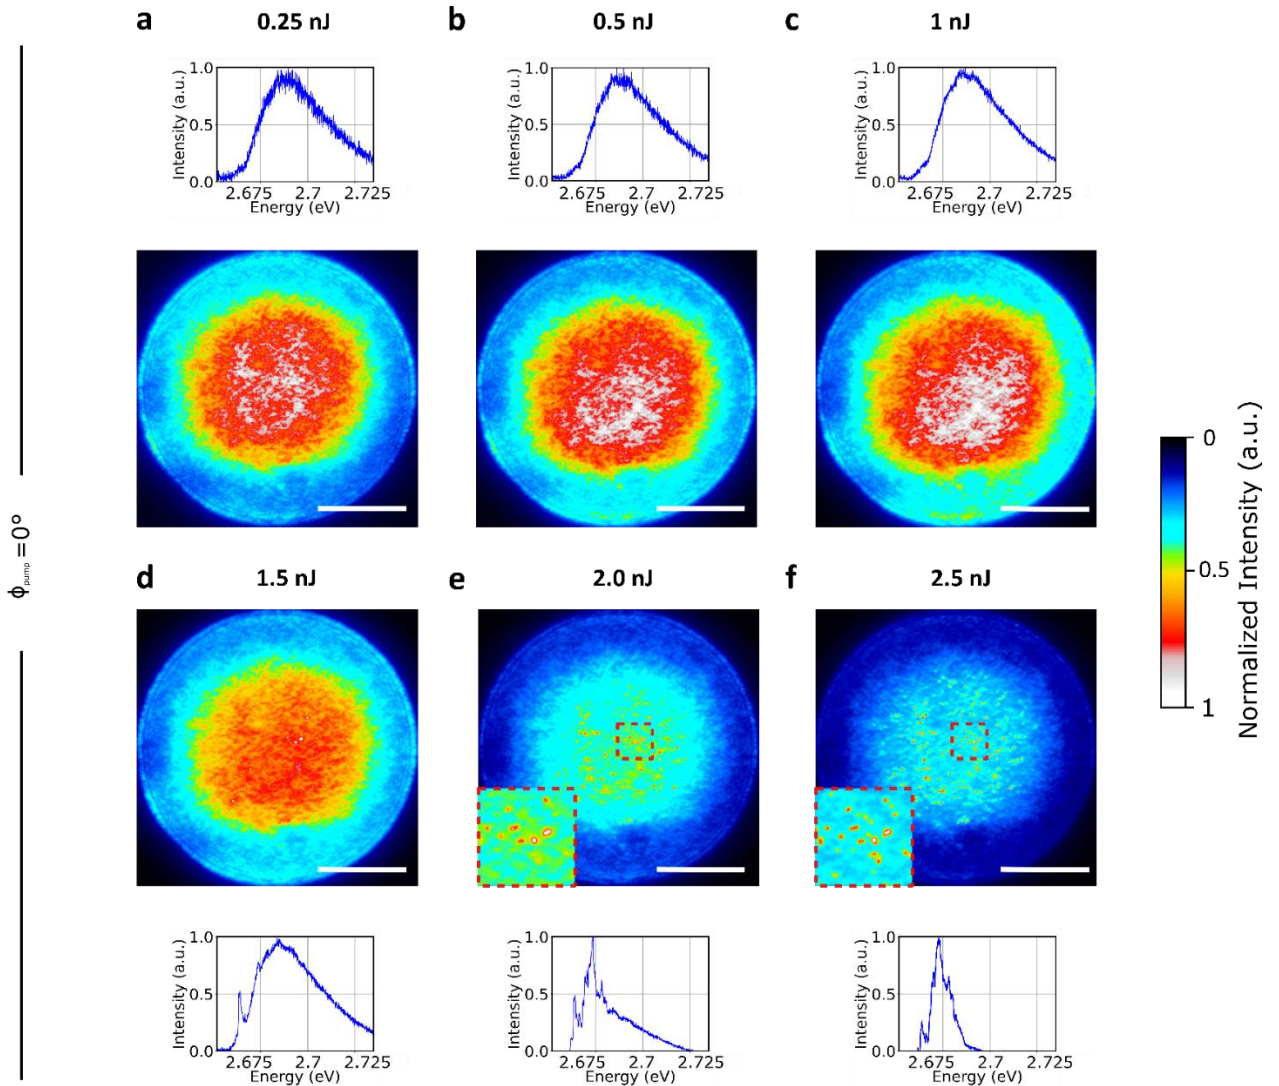 a 0.25 nJ
b 0.5 nJ
c 1 nJ
Intensity (a.u.)
1.0
0.5
0.0
2.675 2.7 2.725
Energy (eV)
Intensity (a.u.)
1.0
0.5
0.0
2.675 2.7 2.725
Energy (eV)
Intensity (a.u.)
1.0
0.5
0.0
2.675 2.7 2.725
Energy (eV)
ϕpump =0°
0
0.5
1
Normalized Intensity (a.u.)
d 1.5 nJ
e 2.0 nJ
f 2.5 nJ
Intensity (a.u.)
1.0
0.5
0.0
2.675 2.7 2.725
Energy (eV)
Intensity (a.u.)
1.0
0.5
0.0
2.675 2.7 2.725
Energy (eV)
Intensity (a.u.)
1.0
0.5
0.0
2.675 2.7 2.725
Energy (eV)